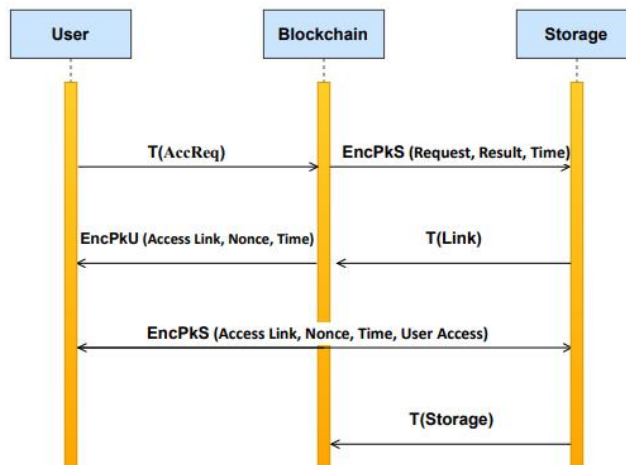 User
Blockchain
Storage
T(AccReq)
EncPkS (Request, Result, Time)
EncPkU (Access Link, Nonce, Time)
T(Link)
EncPkS (Access Link, Nonce, Time, User Access)
T(Storage)